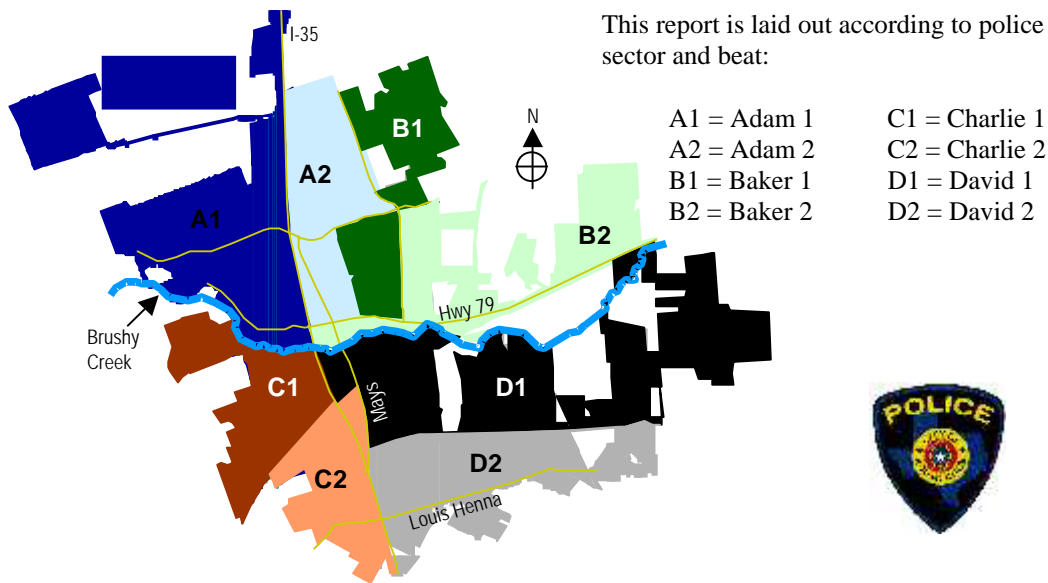 This report is laid out according to police
sector and beat:
A1 = Adam 1
A2 = Adam 2
B1 = Baker 1
B2 = Baker 2
C1 = Charlie 1
C2 = Charlie 2
D1 = David 1
D2 = David 2
I-35
N
B1
A2
A1
B2
Hwy 79
Brushy
Creek
C1
Mays
D1
C2
D2
Louis Henna
POLICE